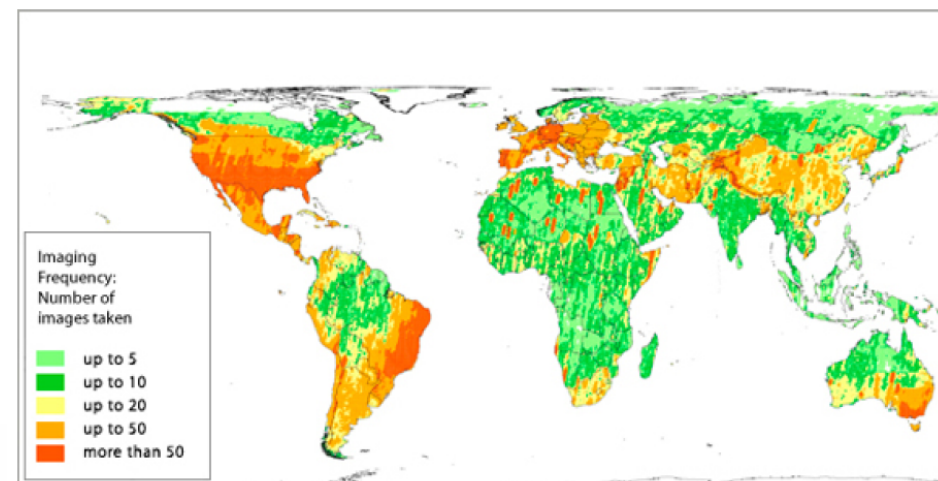 Imaging
Frequency:
Number of
images taken
up to 5
up to 10
up to 20
up to 50
more than 50